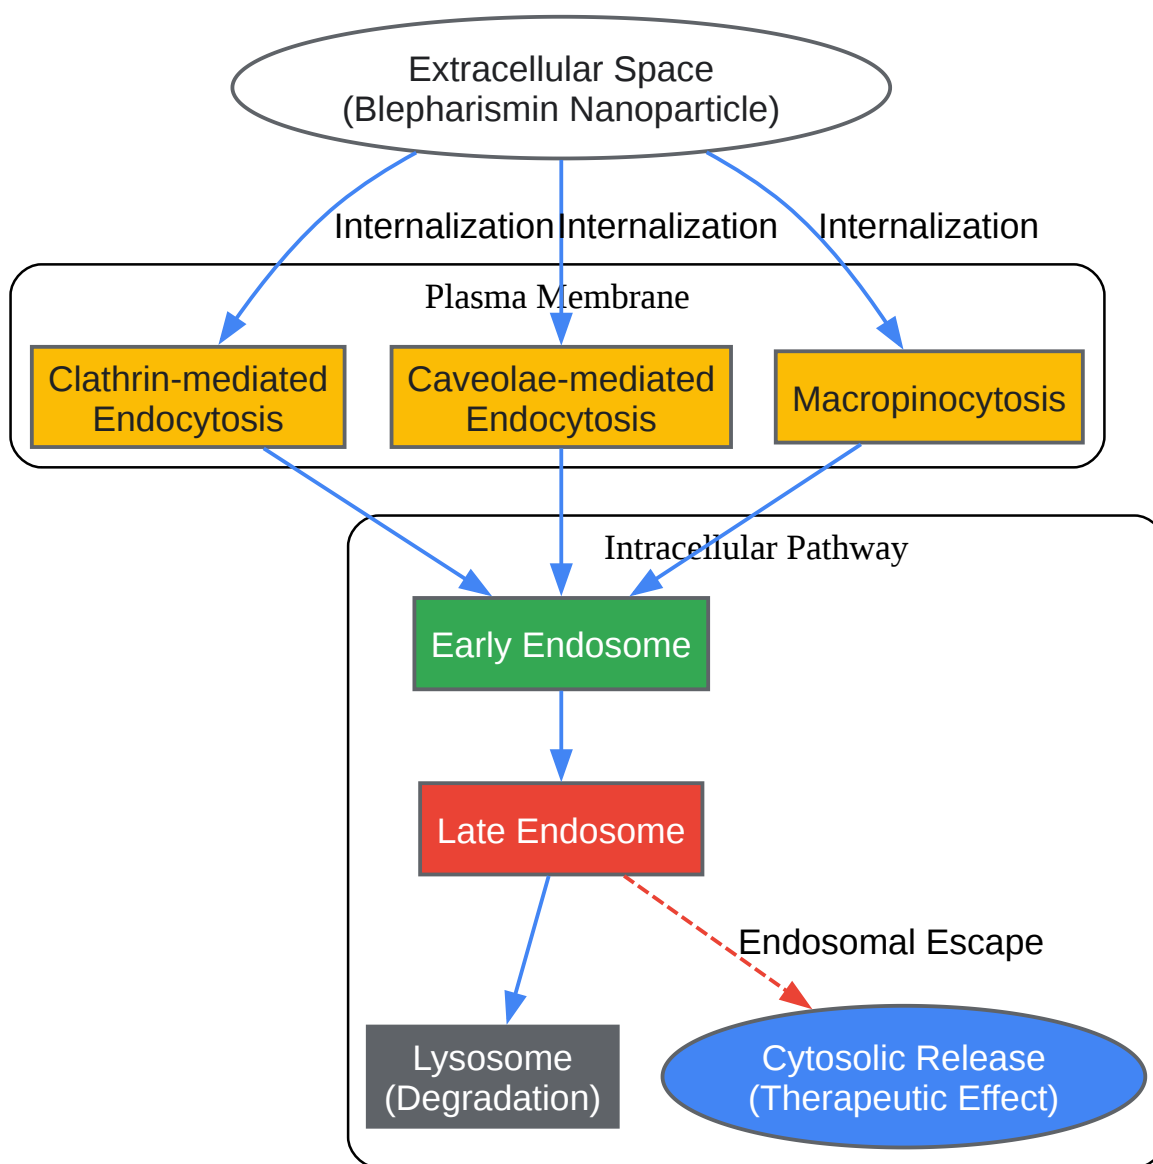 Extracellular Space
(Blepharismin Nanoparticle)
Internalization
Internalization
Internalization
Plasma Membrane
Clathrin-mediated
Endocytosis
Caveolae-mediated
Endocytosis
Macropinocytosis
Intracellular Pathway
Early Endosome
Late Endosome
Endosomal Escape
Lysosome
(Degradation)
Cytosolic Release
(Therapeutic Effect)